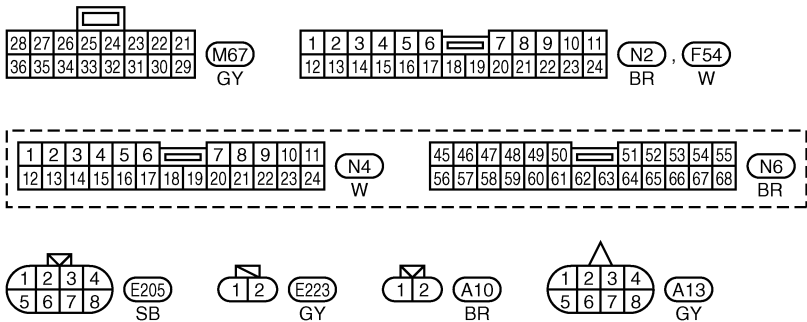 28 27 26 25 24 23 22 21
36 35 34 33 32 31 30 29
M67
GY
1 2 3 4 5 6 7 8 9 10 11
12 13 14 15 16 17 18 19 20 21 22 23 24
N2 , F54
BR W
1 2 3 4 5 6 7 8 9 10 11
12 13 14 15 16 17 18 19 20 21 22 23 24
N4
W
45 46 47 48 49 50 51 52 53 54 55
56 57 58 59 60 61 62 63 64 65 66 67 68
N6
BR
1 2 3 4
5 6 7 8
E205
SB
1 2
E223
GY
1 2
A10
BR
1 2 3 4
5 6 7 8
A13
GY